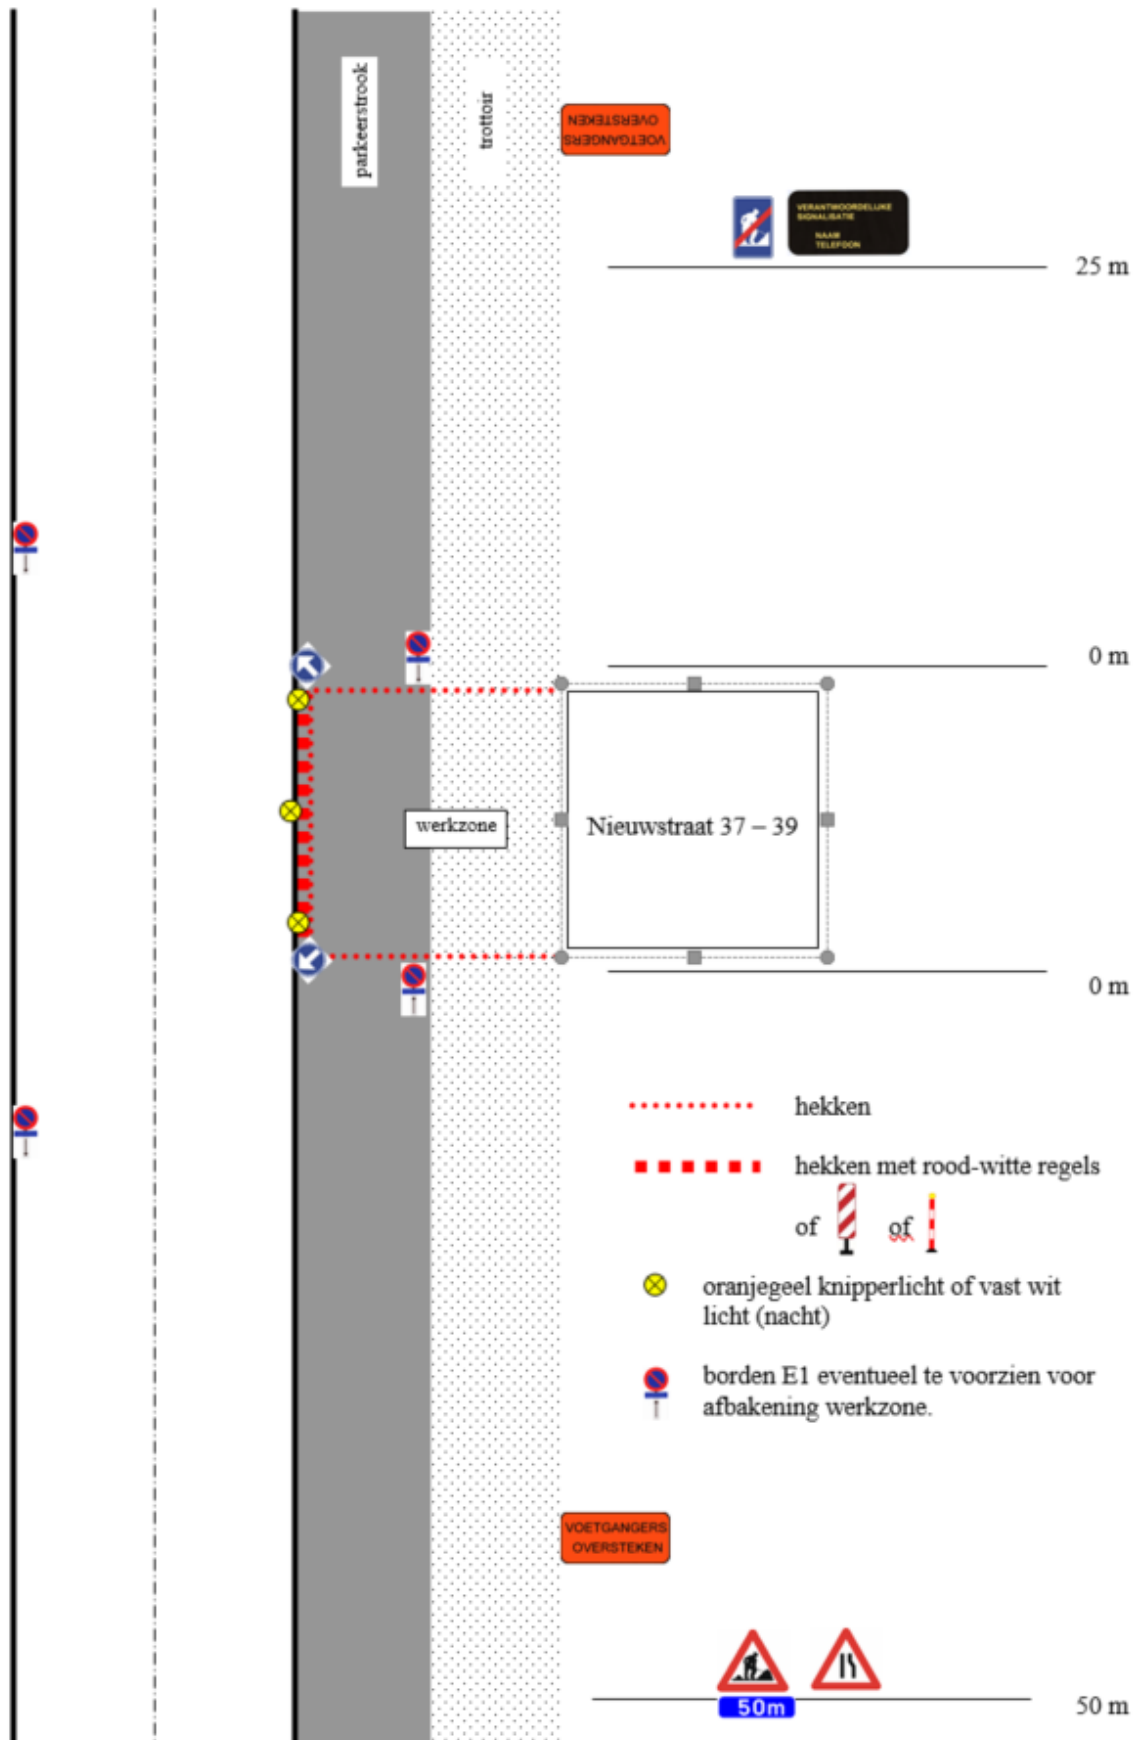 parkeerstrook
trottoir
VOETGANGERS
OVERSTEKEN
VERANTWOORDELIJKE
SIGNALISATIE
NAAM
TELEFOON
25 m
0 m
werkzone
Nieuwstraat 37 – 39
0 m
hekken
hekken met rood-witte regels
of of
oranjegeel knipperlicht of vast wit
licht (nacht)
borden E1 eventueel te voorzien voor
afbakening werkzone.
VOETGANGERS
OVERSTEKEN
50m
50 m